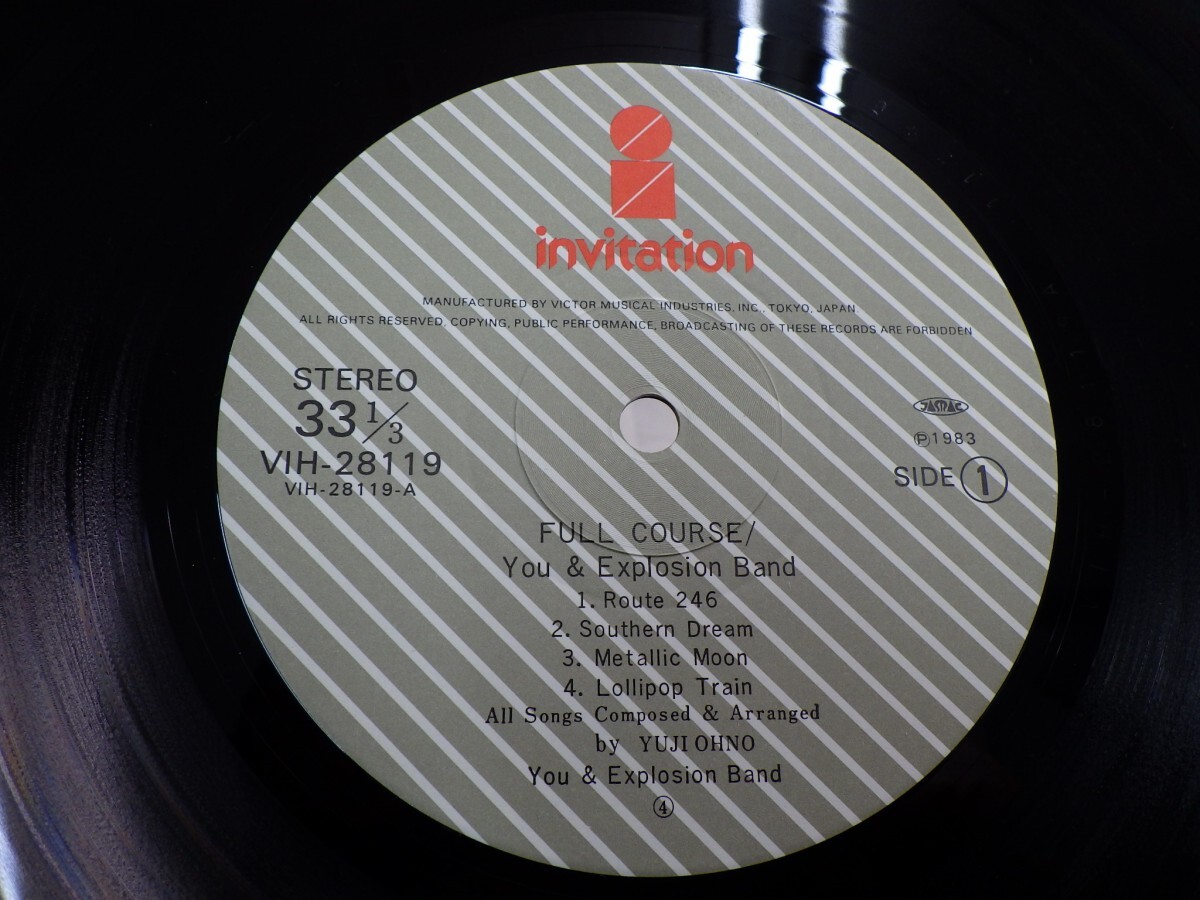 invitation
MANUFACTURED BY VICTOR MUSICAL INDUSTRIES, INC., TOKYO, JAPAN
ALL RIGHTS RESERVED, COPYING, PUBLIC PERFORMANCE, BROADCASTING OF THESE RECORDS ARE FORBIDDEN
STEREO
33 1/3
VIH-28119
VIH-28119-A
JASRAC
Ⓟ1983
SIDE 1
FULL COURSE/
You & Explosion Band
1. Route 246
2. Southern Dream
3. Metallic Moon
4. Lollipop Train
All Songs Composed & Arranged
by YUJI OHNO
You & Explosion Band
④